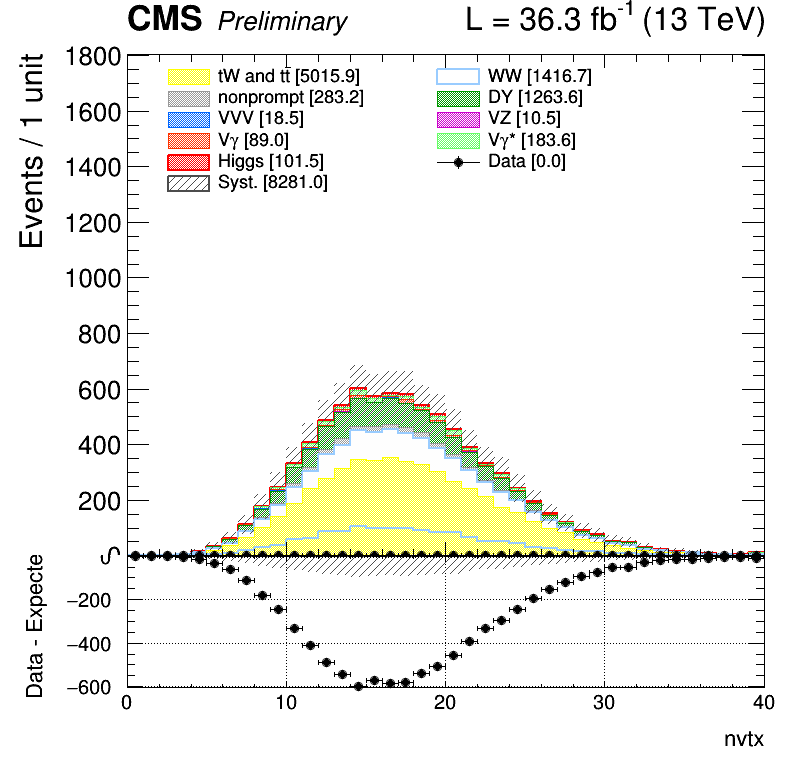 CMS Preliminary L = 36.3 fb⁻¹ (13 TeV)
Events / 1 unit
1800
1600
1400
1200
1000
800
600
400
200
0
tW and tt̄ [5015.9]
nonprompt [283.2]
VVV [18.5]
Vγ [89.0]
Higgs [101.5]
Syst. [8281.0]
WW [1416.7]
DY [1263.6]
VZ [10.5]
Vγ* [183.6]
Data [0.0]
Data - Expecte
0
−200
−400
−600
0 10 20 30 40
nvtx